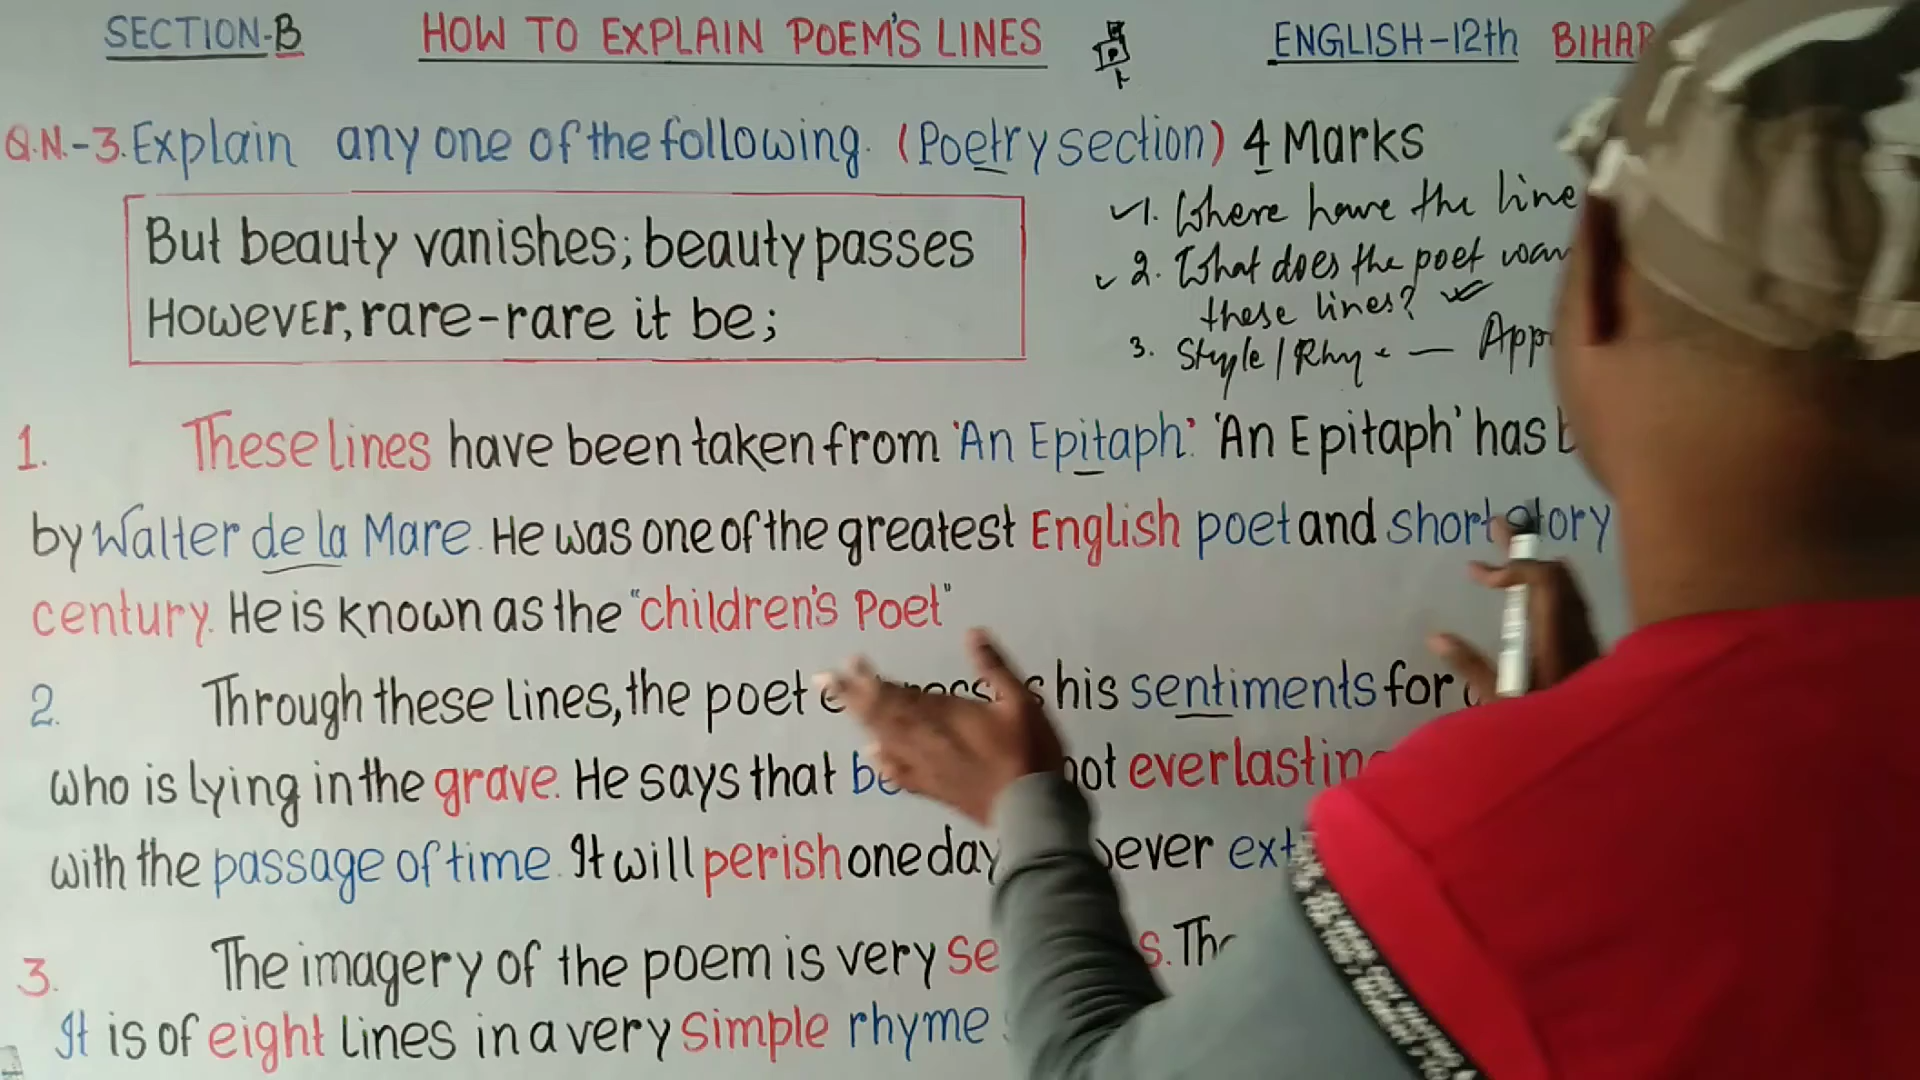 SECTION-B HOW TO EXPLAIN POEM'S LINES ENGLISH-12th BIHAR
Q.N.-3. Explain any one of the following. (Poetry section) 4 Marks
But beauty vanishes; beauty passes
However, rare-rare it be;
1. Where have the line
2. What does the poet
these lines?
3. Style/Rhy -
1. These lines have been taken from 'An Epitaph.' 'An Epitaph' has
by Walter de la Mare. He was one of the greatest English poet and short story
century. He is known as the "children's Poet"
2. Through these lines, the poet his sentiments for
who is lying in the grave. He says that not everlasting
with the passage of time. It will perish one day
3. The imagery of the poem is very
It is of eight lines in a very simple rhyme